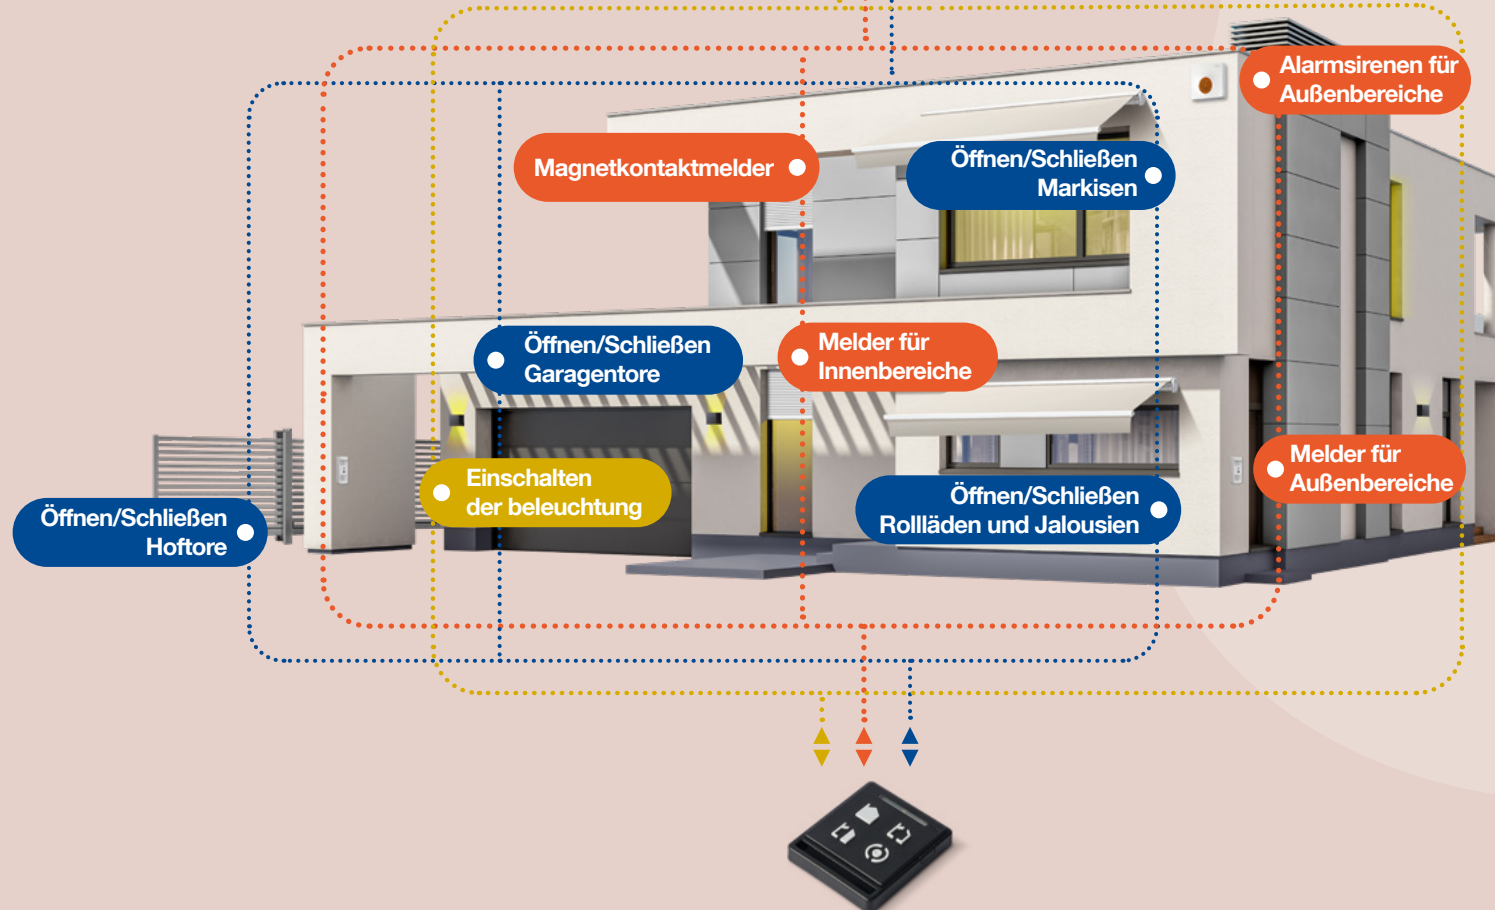 Alarmsirenen für
Außenbereiche
Magnetkontaktmelder
Öffnen/Schließen
Markisen
Öffnen/Schließen
Garagentore
Melder für
Innenbereiche
Melder für
Außenbereiche
Einschalten
der beleuchtung
Öffnen/Schließen
Rollläden und Jalousien
Öffnen/Schließen
Hoftore